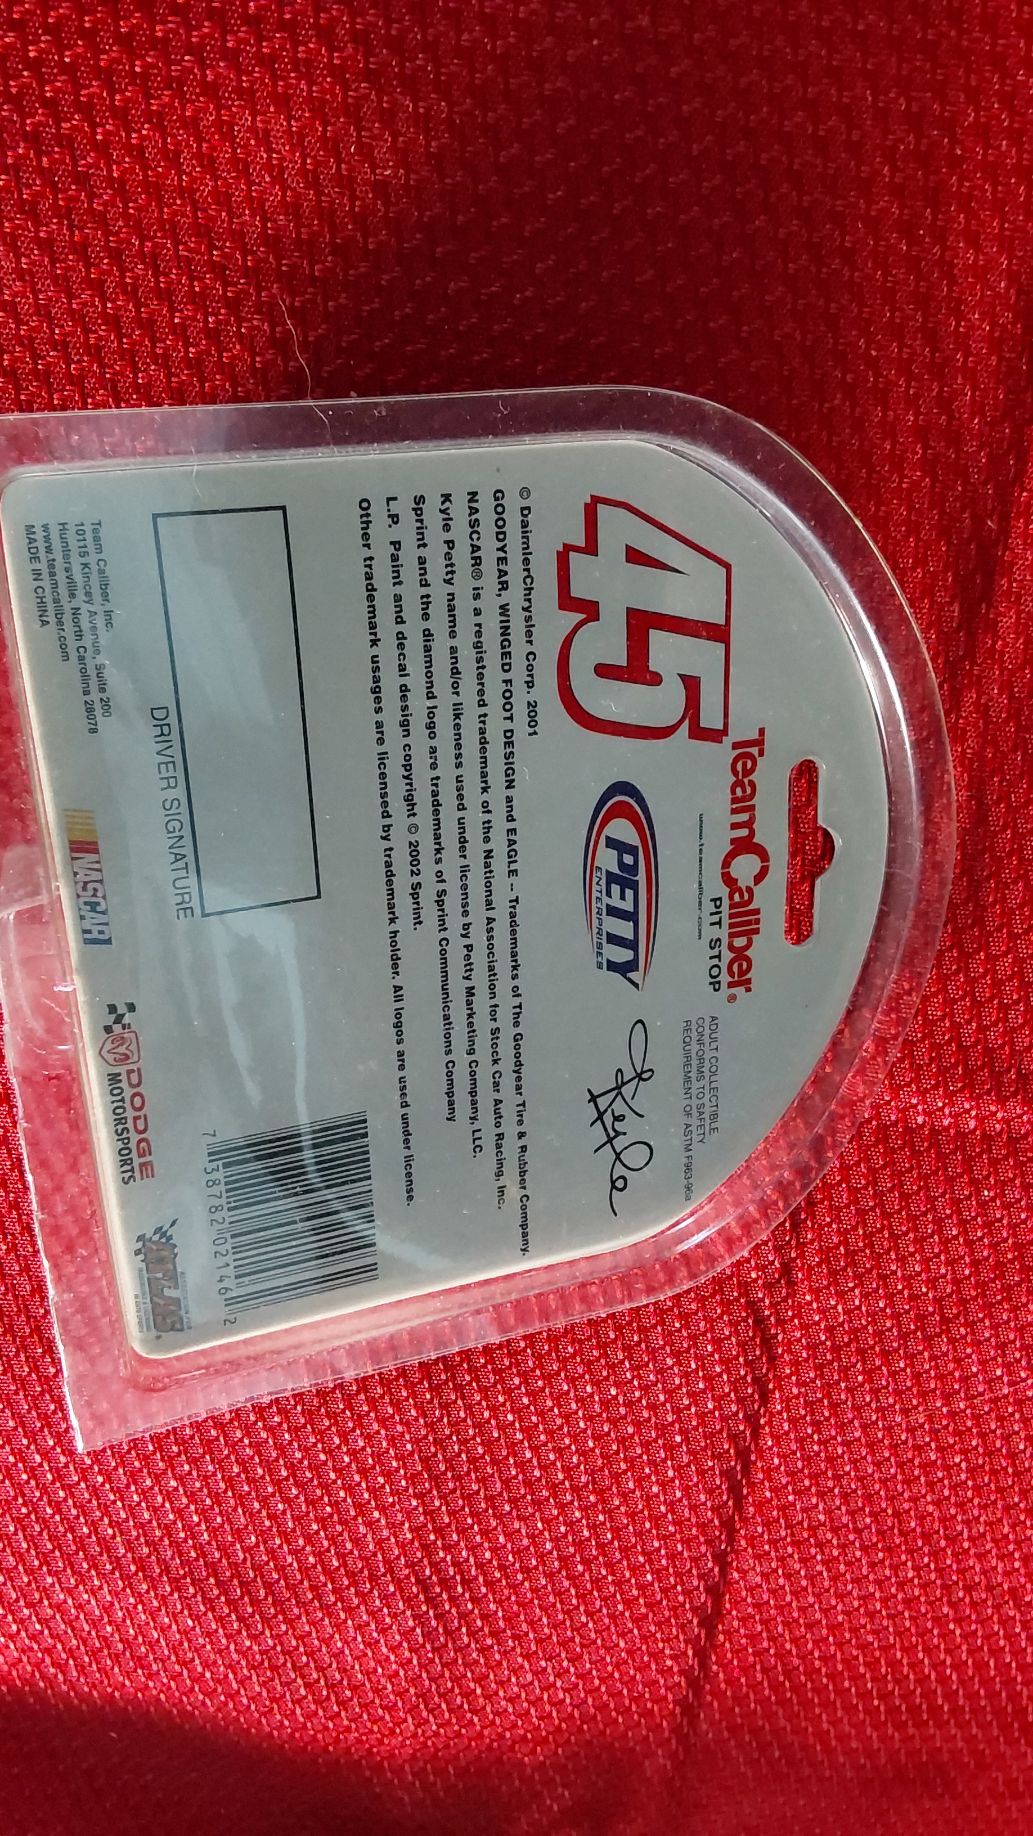 TeamCaliber®
PIT STOP
www.teamcaliber.com
ADULT COLLECTIBLE
CONFORMS TO SAFETY
REQUIREMENT OF ASTM F963-96a
45
PETTY
ENTERPRISES
Kyle
© DaimlerChrysler Corp. 2001
GOODYEAR, WINGED FOOT DESIGN and EAGLE -- Trademarks of The Goodyear Tire & Rubber Company.
NASCAR® is a registered trademark of the National Association for Stock Car Auto Racing, Inc.
Kyle Petty name and/or likeness used under license by Petty Marketing Company, LLC.
Sprint and the diamond logo are trademarks of Sprint Communications Company
L.P. Paint and decal design copyright © 2002 Sprint.
Other trademark usages are licensed by trademark holder. All logos are used under license.
DRIVER SIGNATURE
7 38782 02146 2
Team Caliber, Inc.
10115 Kincey Avenue, Suite 200
Huntersville, North Carolina 28078
www.teamcaliber.com
MADE IN CHINA
NASCAR
DODGE
MOTORSPORTS
ATLAS